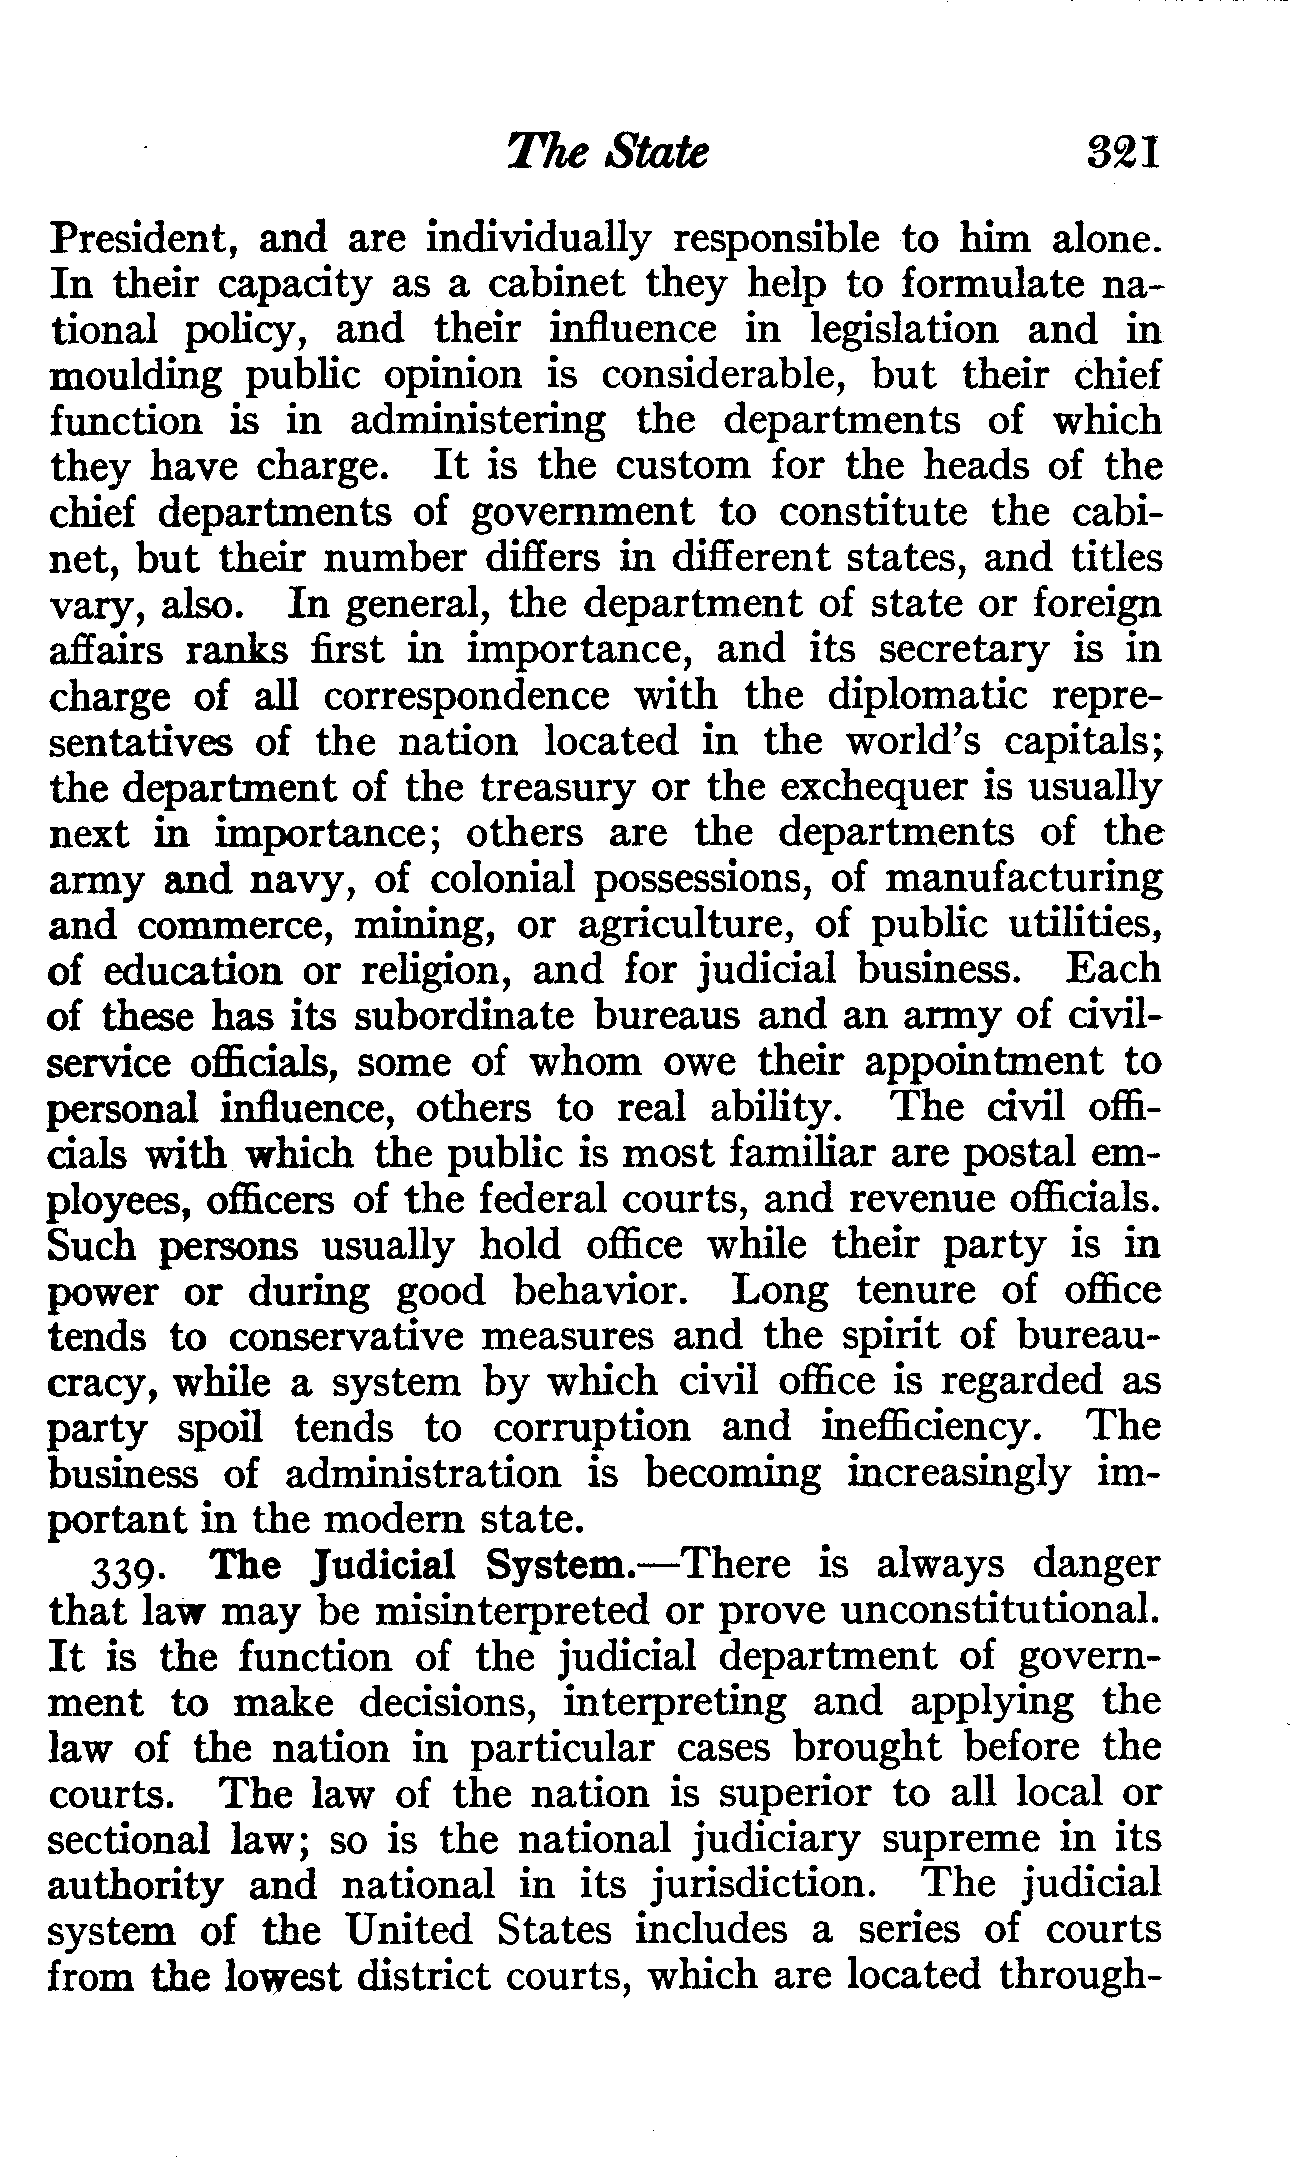 The State 321
President, and are individually responsible to him alone.
In their capacity as a cabinet they help to formulate na-
tional policy, and their influence in legislation and in
moulding public opinion is considerable, but their chief
function is in administering the departments of which
they have charge. It is the custom for the heads of the
chief departments of government to constitute the cabi-
net, but their number differs in different states, and titles
vary, also. In general, the department of state or foreign
affairs ranks first in importance, and its secretary is in
charge of all correspondence with the diplomatic repre-
sentatives of the nation located in the world's capitals;
the department of the treasury or the exchequer is usually
next in importance; others are the departments of the
army and navy, of colonial possessions, of manufacturing
and commerce, mining, or agriculture, of public utilities,
of education or religion, and for judicial business. Each
of these has its subordinate bureaus and an army of civil-
service officials, some of whom owe their appointment to
personal influence, others to real ability. The civil offi-
cials with which the public is most familiar are postal em-
ployees, officers of the federal courts, and revenue officials.
Such persons usually hold office while their party is in
power or during good behavior. Long tenure of office
tends to conservative measures and the spirit of bureau-
cracy, while a system by which civil office is regarded as
party spoil tends to corruption and inefficiency. The
business of administration is becoming increasingly im-
portant in the modern state.
339. The Judicial System.—There is always danger
that law may be misinterpreted or prove unconstitutional.
It is the function of the judicial department of govern-
ment to make decisions, interpreting and applying the
law of the nation in particular cases brought before the
courts. The law of the nation is superior to all local or
sectional law; so is the national judiciary supreme in its
authority and national in its jurisdiction. The judicial
system of the United States includes a series of courts
from the lowest district courts, which are located through-